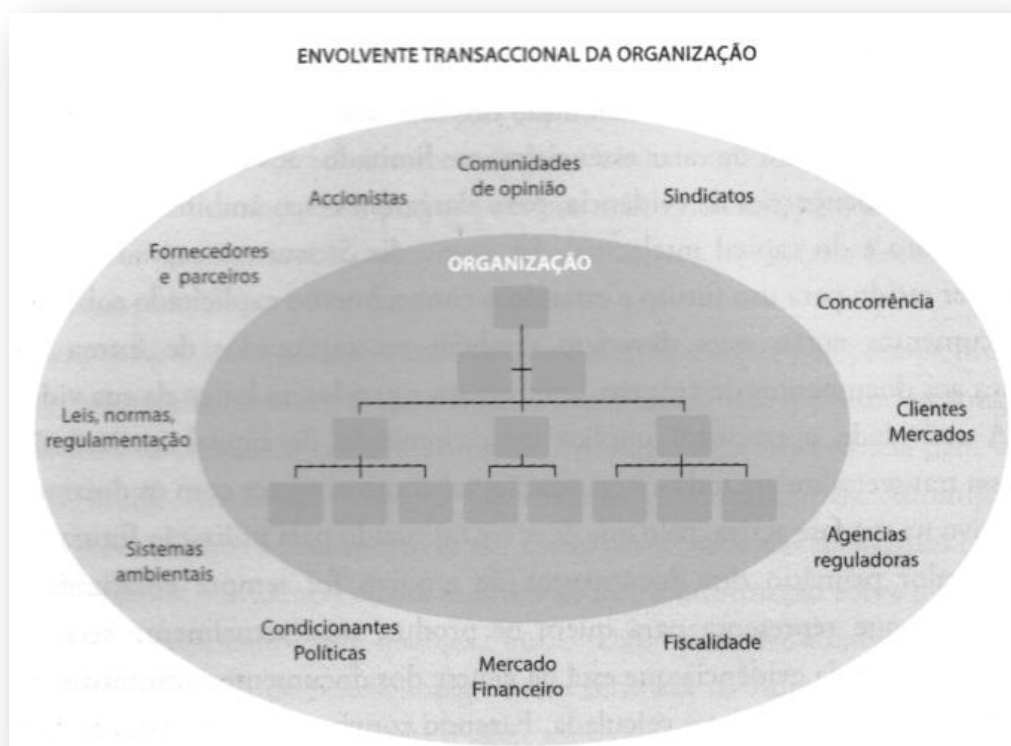 ENVOLVENTE TRANSACCIONAL DA ORGANIZAÇÃO
Comunidades
de opinião
Accionistas
Sindicatos
Fornecedores
e parceiros
ORGANIZAÇÃO
Concorrência
Leis, normas,
regulamentação
Clientes
Mercados
Sistemas
ambientais
Agencias
reguladoras
Condicionantes
Políticas
Mercado
Financeiro
Fiscalidade